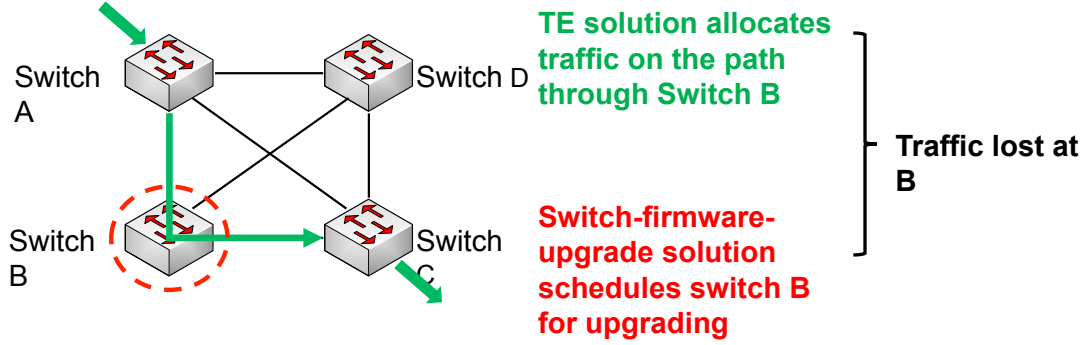 Switch
A
Switch D
Switch
B
Switch
C
TE solution allocates
traffic on the path
through Switch B
Switch-firmware-
upgrade solution
schedules switch B
for upgrading
Traffic lost at
B